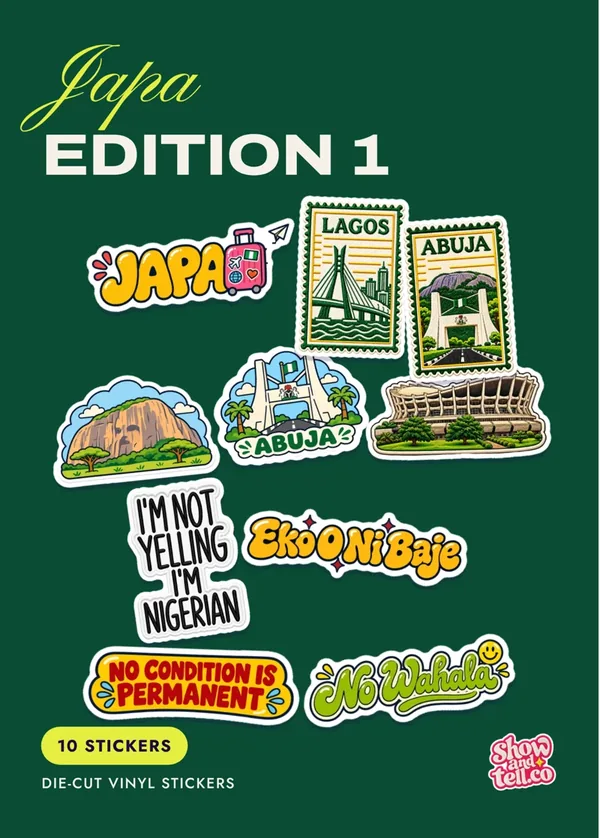 Japa
EDITION 1
JAPA
LAGOS
ABUJA
ABUJA
I'M NOT
YELLING
I'M
NIGERIAN
Eko O Ni Baje
NO CONDITION IS
PERMANENT
No Wahala
10 STICKERS
DIE-CUT VINYL STICKERS
show
and
tell.co